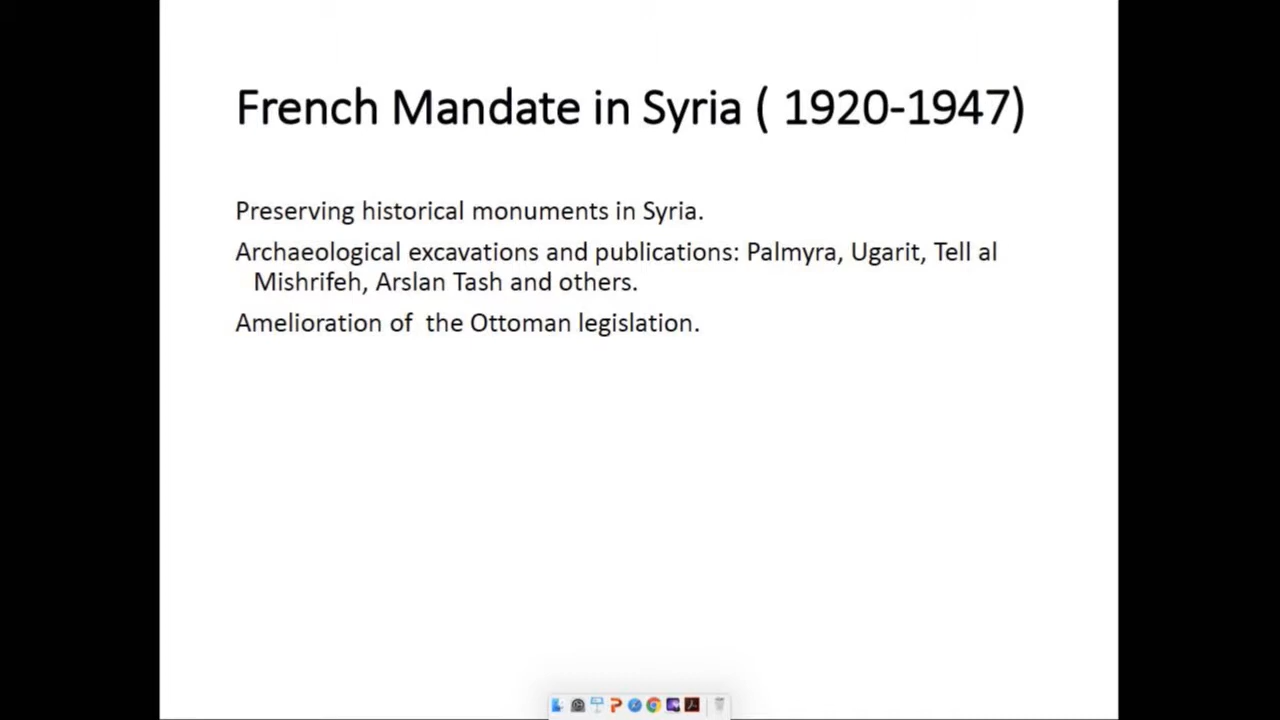 French Mandate in Syria ( 1920-1947)
Preserving historical monuments in Syria.
Archaeological excavations and publications: Palmyra, Ugarit, Tell al
Mishrifeh, Arslan Tash and others.
Amelioration of  the Ottoman legislation.